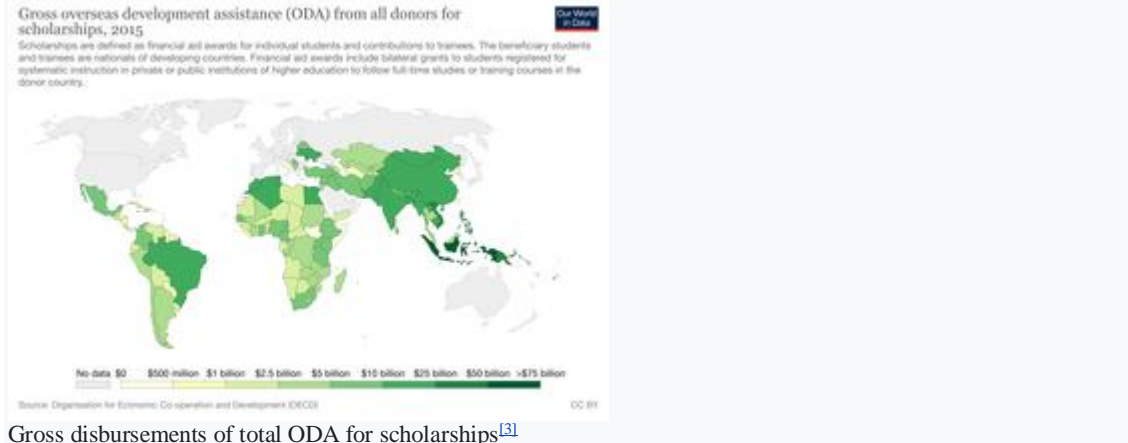 Gross overseas development assistance (ODA) from all donors for
scholarships, 2015
Our World
in Data
Scholarships are defined as financial aid awards for individual students and contributions to trainees. The beneficiary students
and trainees are nationals of developing countries. Financial aid awards include bilateral grants to students registered for
systematic instruction in private or public institutions of higher education to follow full-time studies or training courses in the
donor country.
No data $0 $500 million $1 billion $2.5 billion $5 billion $10 billion $25 billion $50 billion >$75 billion
Source: Organisation for Economic Co-operation and Development (OECD) CC BY
Gross disbursements of total ODA for scholarships[3]